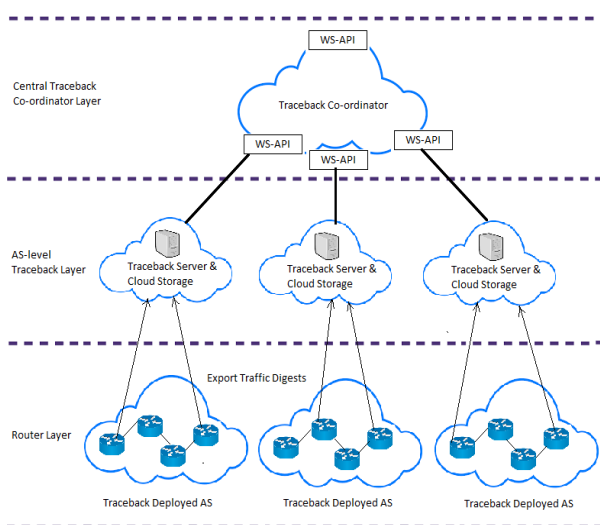 WS-API
Central Traceback
Co-ordinator Layer
Traceback Co-ordinator
WS-API
WS-API
WS-API
AS-level
Traceback Layer
Traceback Server &
Cloud Storage
Traceback Server &
Cloud Storage
Traceback Server &
Cloud Storage
Export Traffic Digests
Router Layer
Traceback Deployed AS
Traceback Deployed AS
Traceback Deployed AS